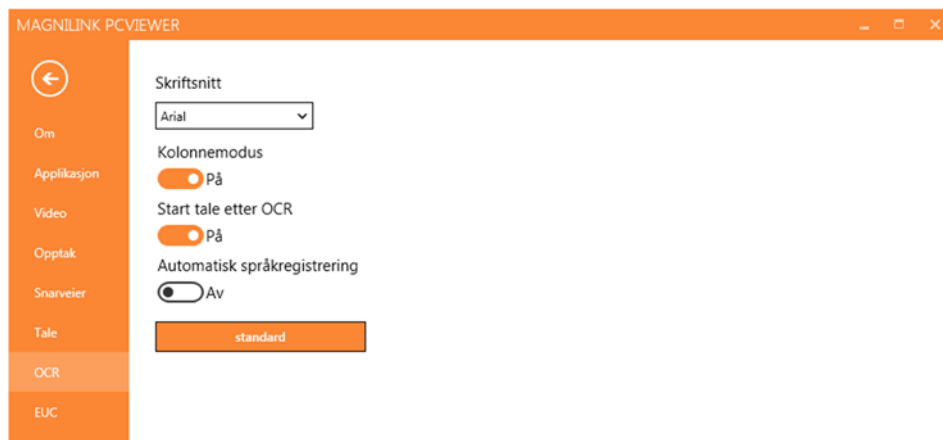 MAGNILINK PCVIEWER
Om
Applikasjon
Video
Opptak
Snarveier
Tale
OCR
EUC
Skriftsnitt
Arial
Kolonnemodus
På
Start tale etter OCR
På
Automatisk språkregistrering
Av
standard